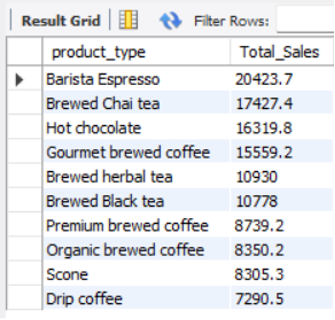 Result Grid Filter Rows:
product_type Total_Sales
Barista Espresso 20423.7
Brewed Chai tea 17427.4
Hot chocolate 16319.8
Gourmet brewed coffee 15559.2
Brewed herbal tea 10930
Brewed Black tea 10778
Premium brewed coffee 8739.2
Organic brewed coffee 8350.2
Scone 8305.3
Drip coffee 7290.5